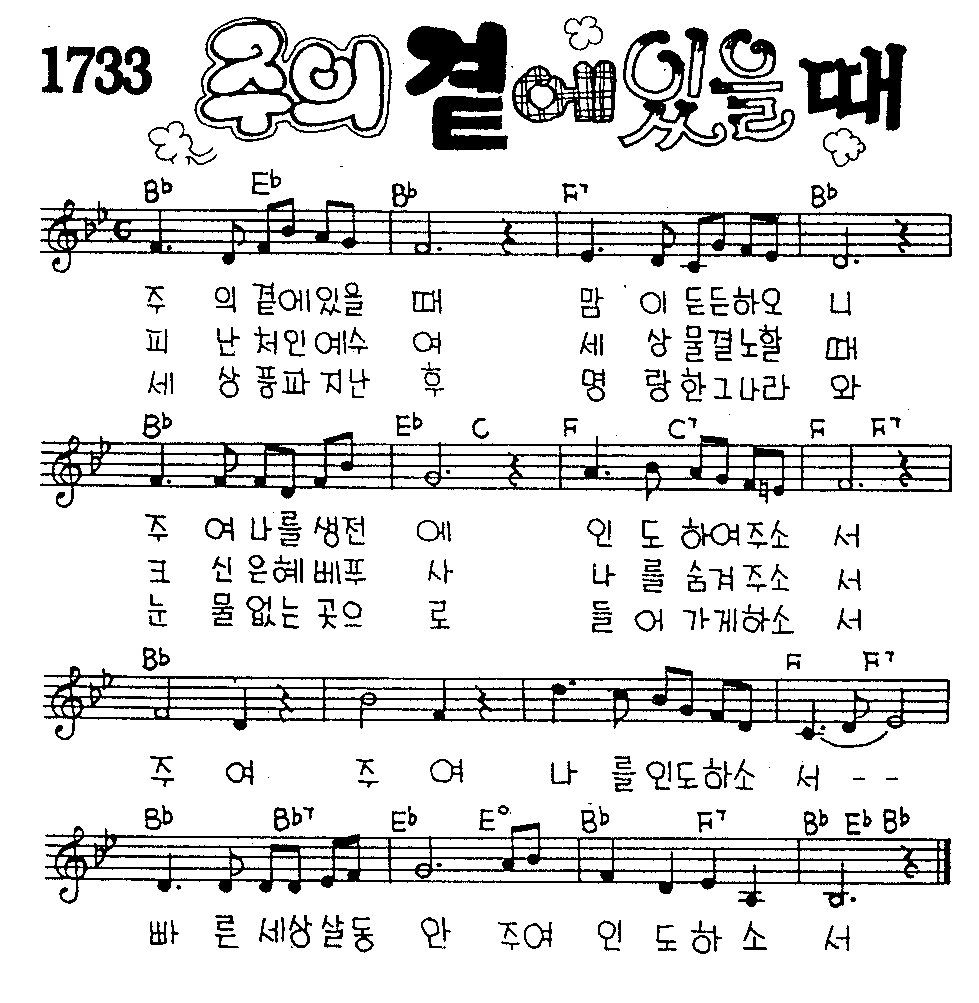 1733 주의 곁에 있을 때
B♭ E♭ B♭ F7 B♭
주 의 곁에있을 때 맘 이 든든하오 니
피 난 처인예수 여 세 상 물결노할 때
세 상 풍파지난 후 명 랑한그나라 와
B♭ E♭ C F C7 F F7
주 여 나를생전 에 인 도 하여주소 서
크 신 은혜베푸 사 나 를 숨겨주소 서
눈 물없는곳으 로 들 어 가게하소 서
B♭ F F7
주 여 주 여 나 를인도하소 서 - -
B♭ B♭7 E♭ E° B♭ F7 B♭ E♭ B♭
빠 른 세상살동 안 주여 인 도 하 소 서